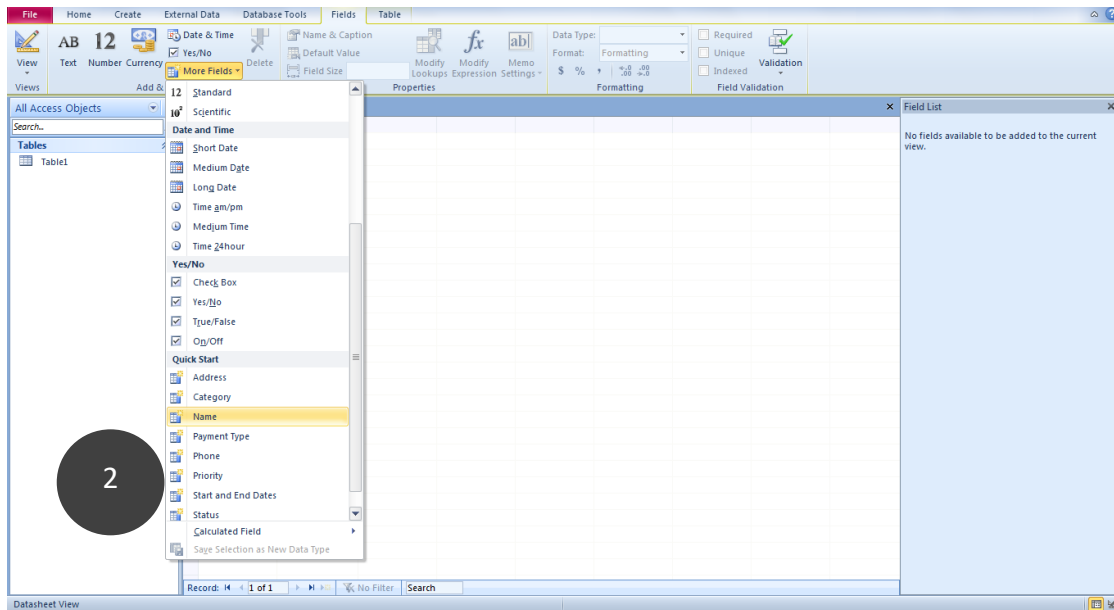 File Home Create External Data Database Tools Fields Table
View
Views
AB
Text
12
Number
Currency
Date & Time
Yes/No
More Fields
Delete
Add &
Name & Caption
Default Value
Field Size
Modify Lookups
fx
Modify Expression
ab
Memo Settings
Properties
Data Type:
Format: Formatting
$ % , .00 .00
Formatting
Required
Unique
Indexed
Validation
Field Validation
All Access Objects
Search...
Tables
Table1
12 Standard
10² Scientific
Date and Time
Short Date
Medium Date
Long Date
Time am/pm
Medium Time
Time 24hour
Yes/No
Check Box
Yes/No
True/False
On/Off
Quick Start
Address
Category
Name
Payment Type
Phone
Priority
Start and End Dates
Status
Calculated Field
Save Selection as New Data Type
2
Field List
No fields available to be added to the current
view.
Record: 1 of 1 No Filter Search
Datasheet View